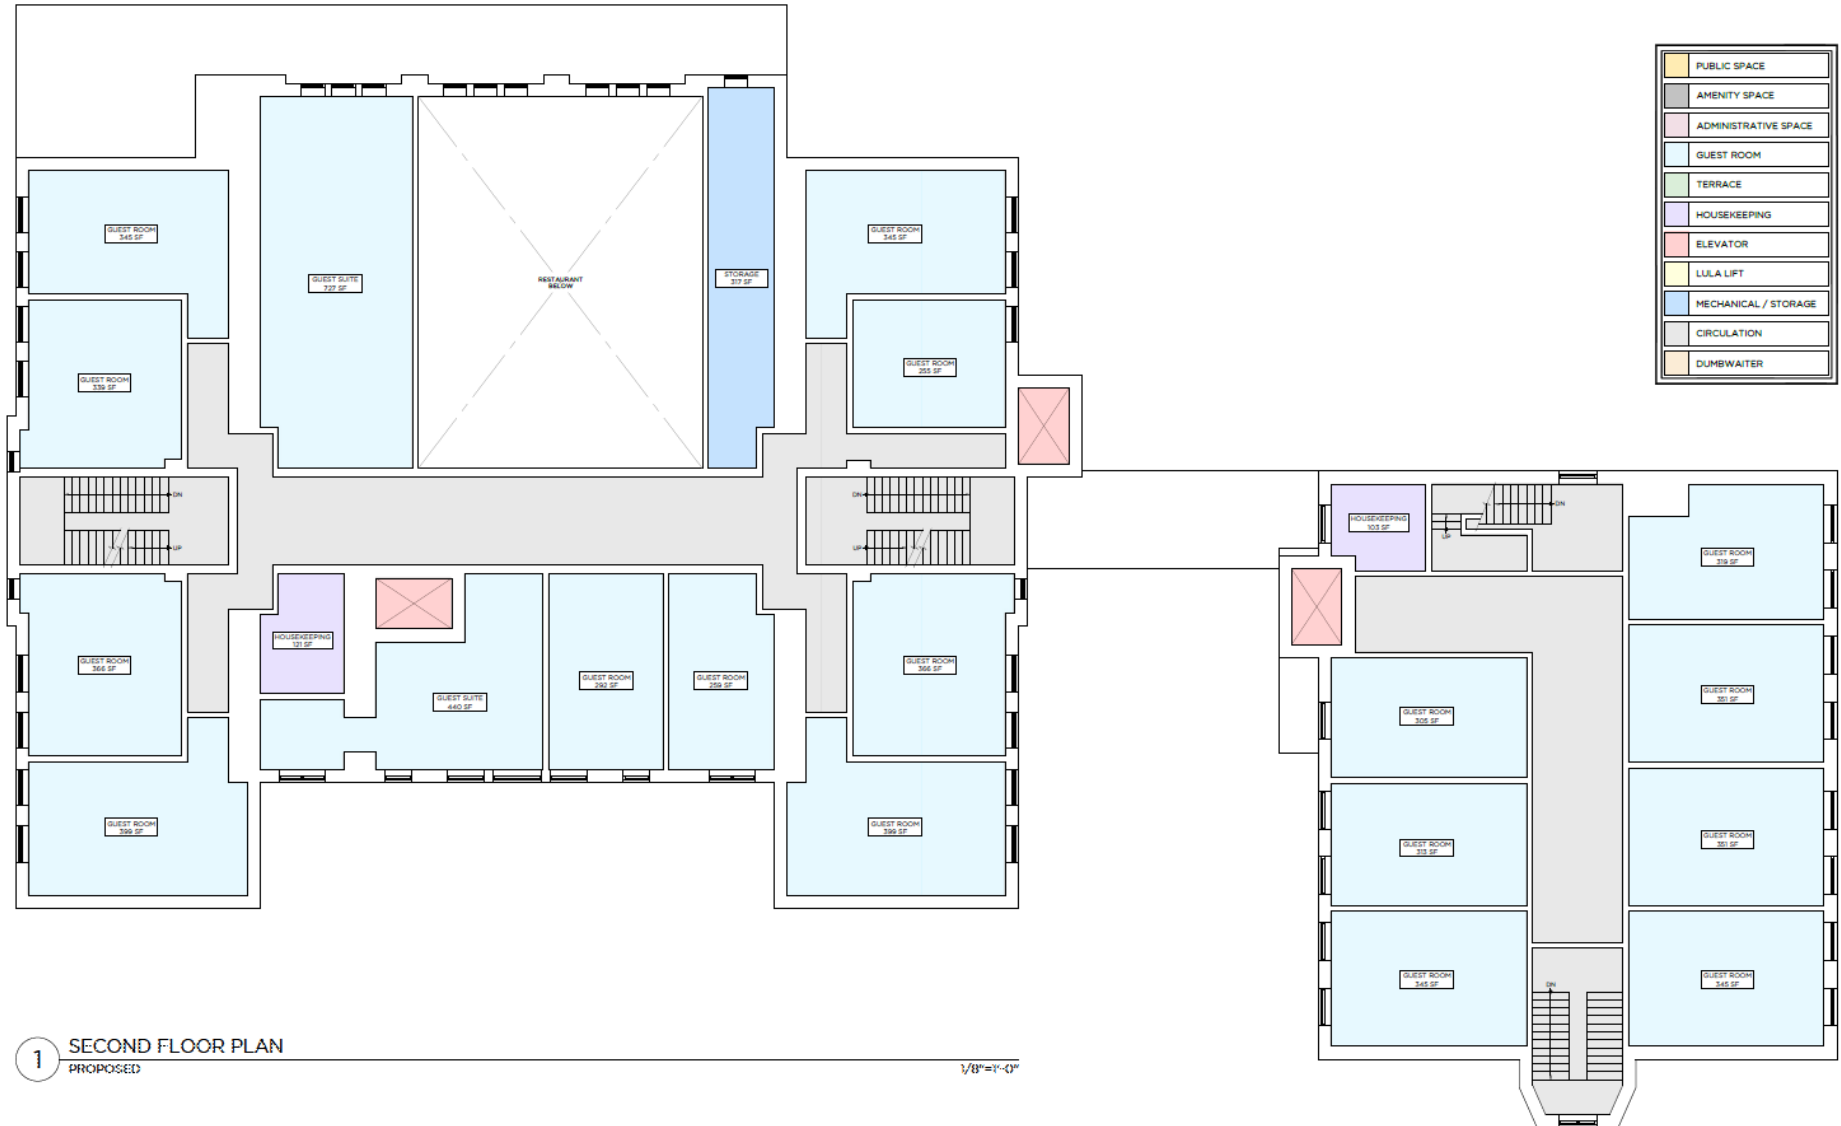 PUBLIC SPACE
AMENITY SPACE
ADMINISTRATIVE SPACE
GUEST ROOM
TERRACE
HOUSEKEEPING
ELEVATOR
LULA LIFT
MECHANICAL / STORAGE
CIRCULATION
DUMBWAITER
GUEST ROOM
345 SF
GUEST SUITE
727 SF
RESTAURANT
BELOW
STORAGE
317 SF
GUEST ROOM
345 SF
GUEST ROOM
339 SF
GUEST ROOM
255 SF
DN
UP
DN
UP
HOUSEKEEPING
103 SF
UP
DN
GUEST ROOM
319 SF
GUEST ROOM
366 SF
HOUSEKEEPING
121 SF
GUEST SUITE
440 SF
GUEST ROOM
292 SF
GUEST ROOM
259 SF
GUEST ROOM
366 SF
GUEST ROOM
305 SF
GUEST ROOM
351 SF
GUEST ROOM
399 SF
GUEST ROOM
399 SF
GUEST ROOM
313 SF
GUEST ROOM
351 SF
GUEST ROOM
345 SF
GUEST ROOM
345 SF
DN
1
SECOND FLOOR PLAN
PROPOSED
1/8"=1'-0"